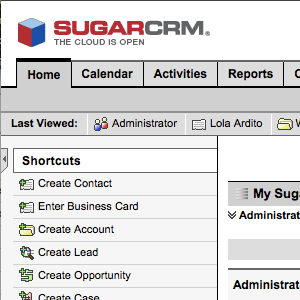 SUGARCRM®
THE CLOUD IS OPEN
Home Calendar Activities Reports
Last Viewed: Administrator Lola Ardito
Shortcuts
Create Contact
Enter Business Card
Create Account
Create Lead
Create Opportunity
Create Case
My Suga
Administrat
Administrat